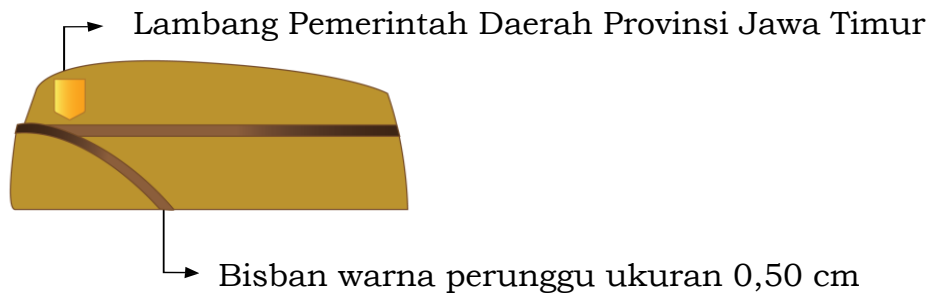 Lambang Pemerintah Daerah Provinsi Jawa Timur
Bisban warna perunggu ukuran 0,50 cm